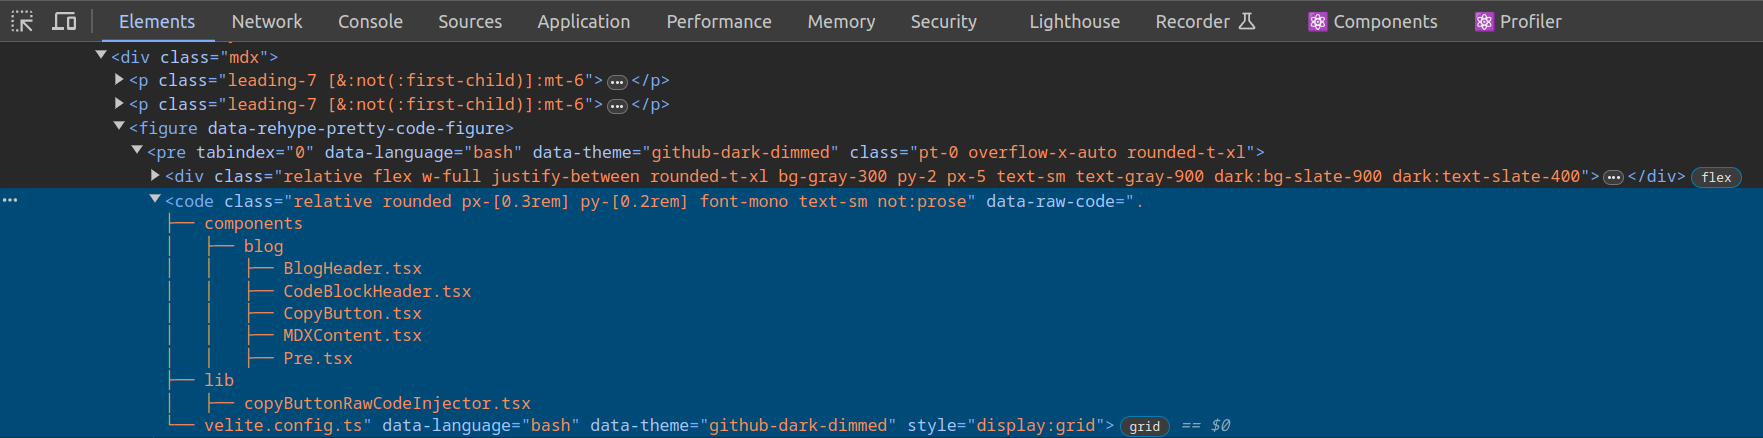 Elements Network Console Sources Application Performance Memory Security Lighthouse Recorder Components Profiler
<div class="mdx">
<p class="leading-7 [&:not(:first-child)]:mt-6"> ••• </p>
<p class="leading-7 [&:not(:first-child)]:mt-6"> ••• </p>
<figure data-rehype-pretty-code-figure>
<pre tabindex="0" data-language="bash" data-theme="github-dark-dimmed" class="pt-0 overflow-x-auto rounded-t-xl">
<div class="relative flex w-full justify-between rounded-t-xl bg-gray-300 py-2 px-5 text-sm text-gray-900 dark:bg-slate-900 dark:text-slate-400"> ••• </div> flex
••• <code class="relative rounded px-[0.3rem] py-[0.2rem] font-mono text-sm not:prose" data-raw-code=".
├── components
│   ├── blog
│   │   ├── BlogHeader.tsx
│   │   ├── CodeBlockHeader.tsx
│   │   ├── CopyButton.tsx
│   │   ├── MDXContent.tsx
│   │   ├── Pre.tsx
├── lib
│   ├── copyButtonRawCodeInjector.tsx
└── velite.config.ts" data-language="bash" data-theme="github-dark-dimmed" style="display:grid"> grid == $0